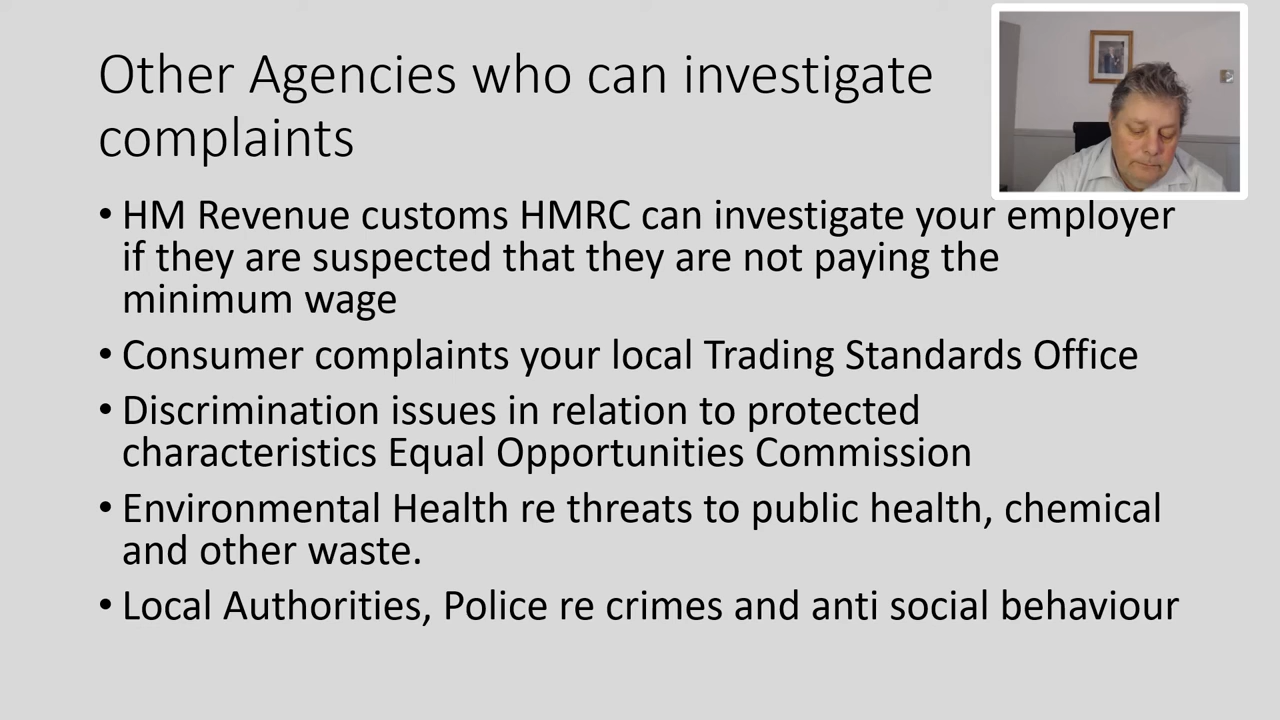 Other Agencies who can investigate
complaints
• HM Revenue customs HMRC can investigate your employer
if they are suspected that they are not paying the
minimum wage
• Consumer complaints your local Trading Standards Office
• Discrimination issues in relation to protected
characteristics Equal Opportunities Commission
• Environmental Health re threats to public health, chemical
and other waste.
• Local Authorities, Police re crimes and anti social behaviour